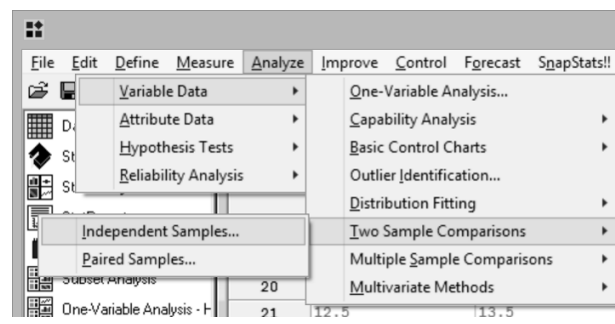 File Edit Define Measure Analyze Improve Control Forecast SnapStats!!
Variable Data
Attribute Data
Hypothesis Tests
Reliability Analysis
One-Variable Analysis...
Capability Analysis
Basic Control Charts
Outlier Identification...
Distribution Fitting
Two Sample Comparisons
Multiple Sample Comparisons
Multivariate Methods
Independent Samples...
Paired Samples...
Subset Analysis
One-Variable Analysis - H
20
21 12.5 13.5